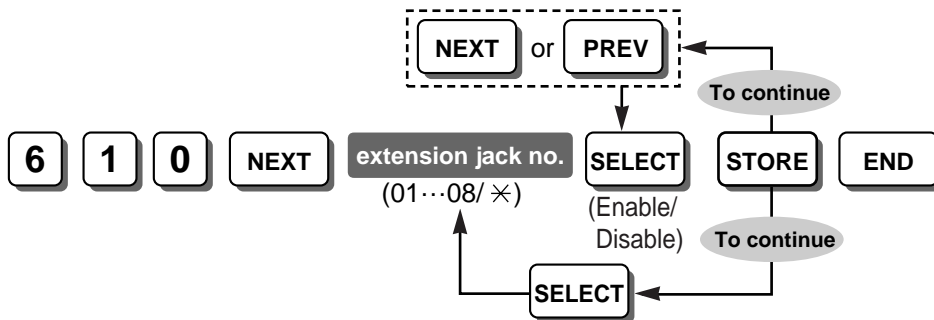 NEXT or PREV
To continue
6 1 0 NEXT extension jack no. SELECT STORE END
(01···08/ ✳)
(Enable/
Disable)
To continue
SELECT